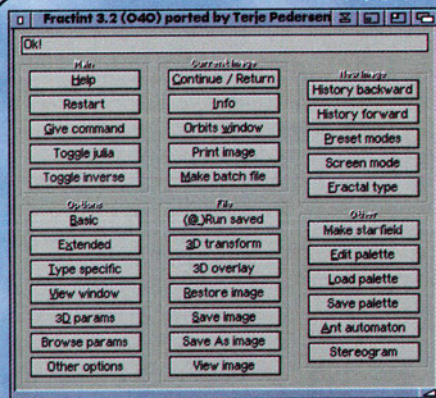 Fractint 3.2 (040) ported by Terje Pedersen
Ok!
Main
Help
Restart
Give command
Toggle julia
Toggle inverse
Current Image
Continue / Return
Info
Orbits window
Print image
Make batch file
New Image
History backward
History forward
Preset modes
Screen mode
Fractal type
Options
Basic
Extended
Type specific
View window
3D params
Browse params
Other options
File
(@)Run saved
3D transform
3D overlay
Restore image
Save image
Save As image
View image
Other
Make starfield
Edit palette
Load palette
Save palette
Ant automaton
Stereogram